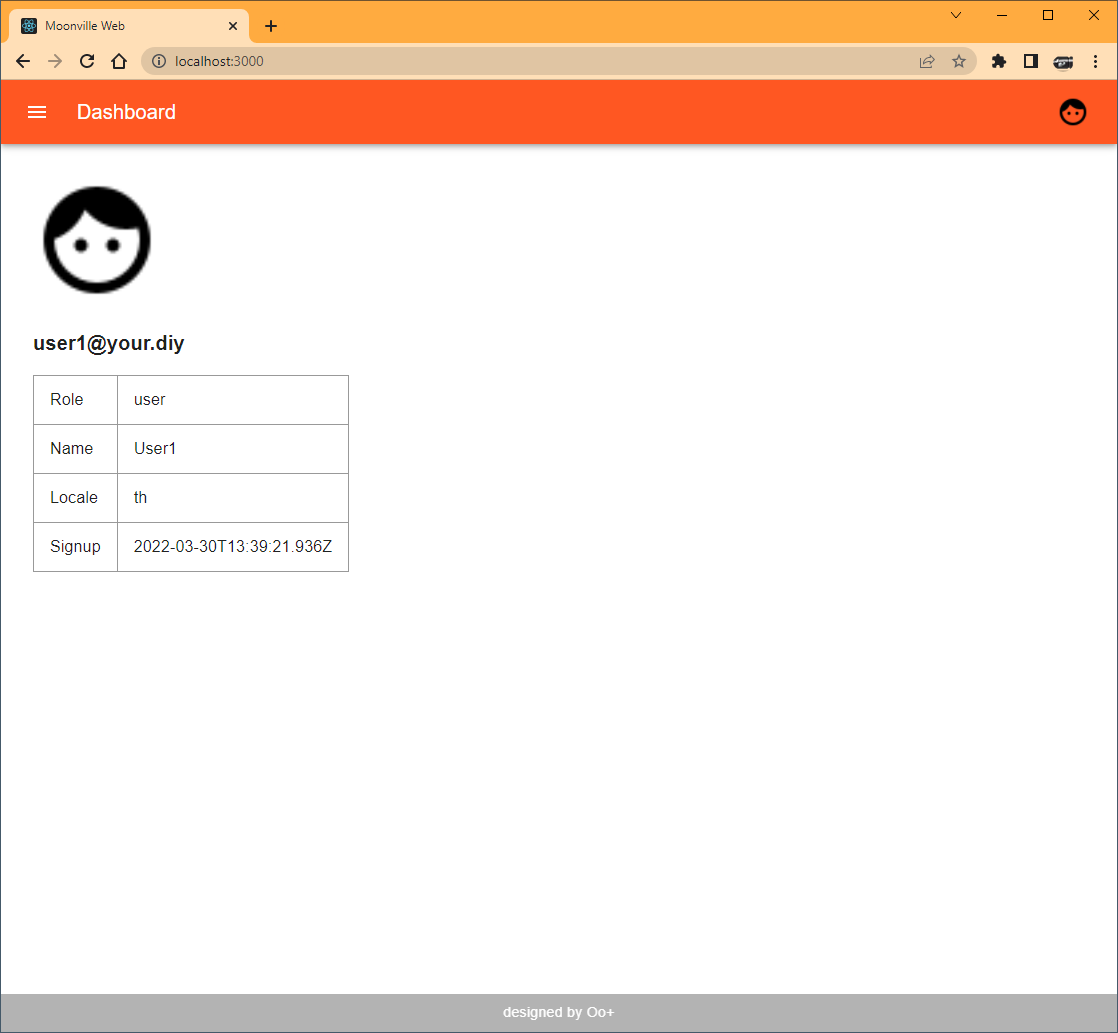 Moonville Web
localhost:3000
Dashboard
user1@your.diy
Role user
Name User1
Locale th
Signup 2022-03-30T13:39:21.936Z
designed by Oo+